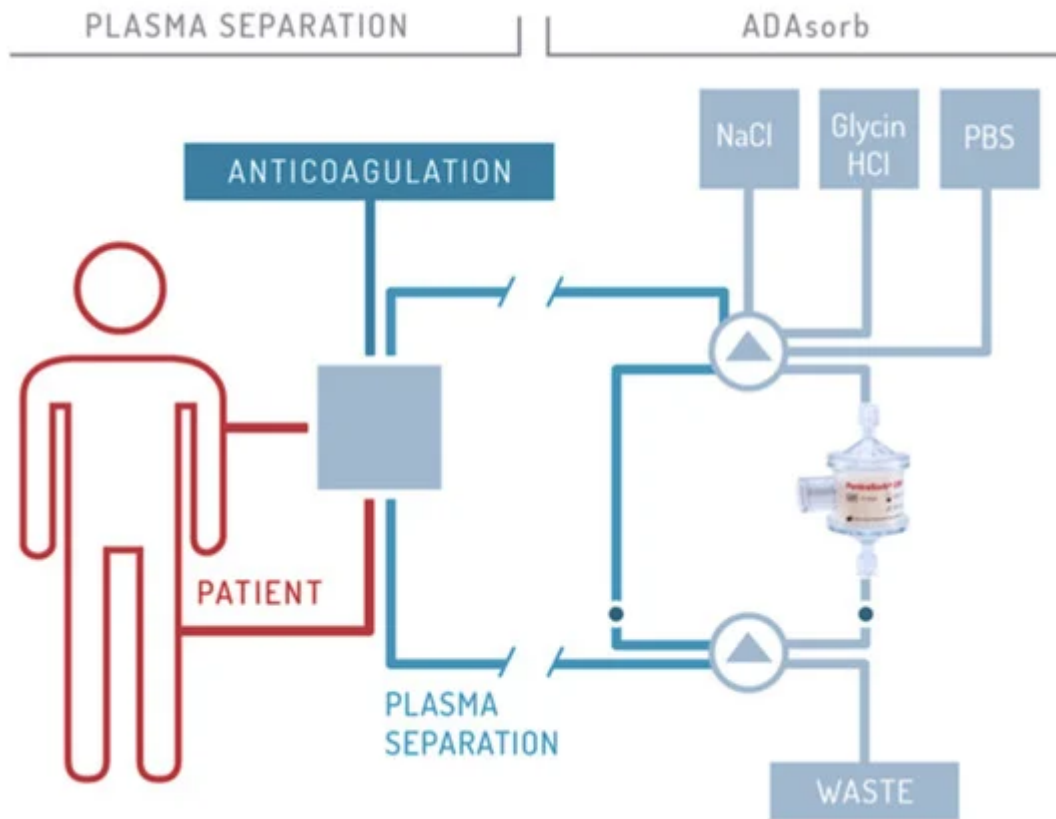 PLASMA SEPARATION
ADAsorb
NaCl
Glycin
HCl
PBS
ANTICOAGULATION
PATIENT
PLASMA
SEPARATION
WASTE